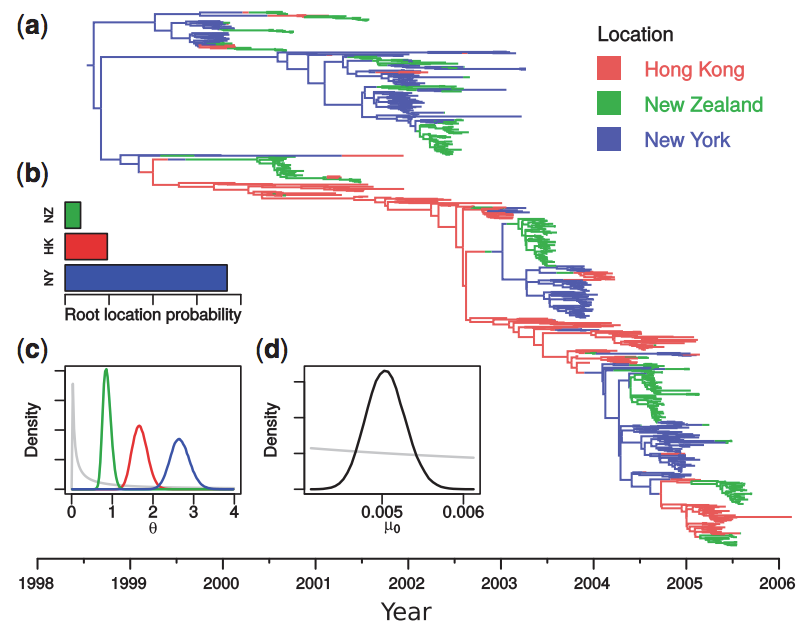 (a)
Location
Hong Kong
New Zealand
New York
(b)
NZ
HK
NY
Root location probability
(c)
Density
0 1 2 3 4
θ
(d)
Density
0.005 0.006
μ0
1998 1999 2000 2001 2002 2003 2004 2005 2006
Year